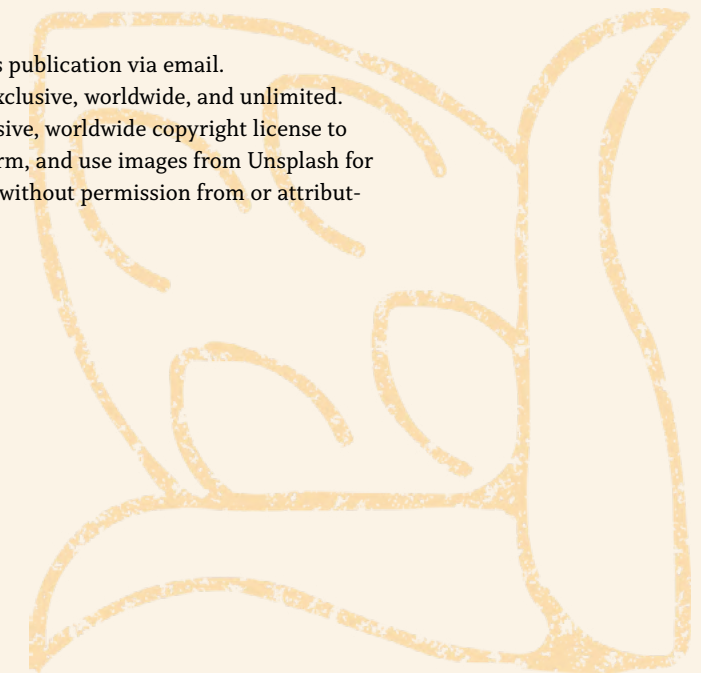 s publication via email.
xclusive, worldwide, and unlimited.
sive, worldwide copyright license to
rm, and use images from Unsplash for
without permission from or attribut-